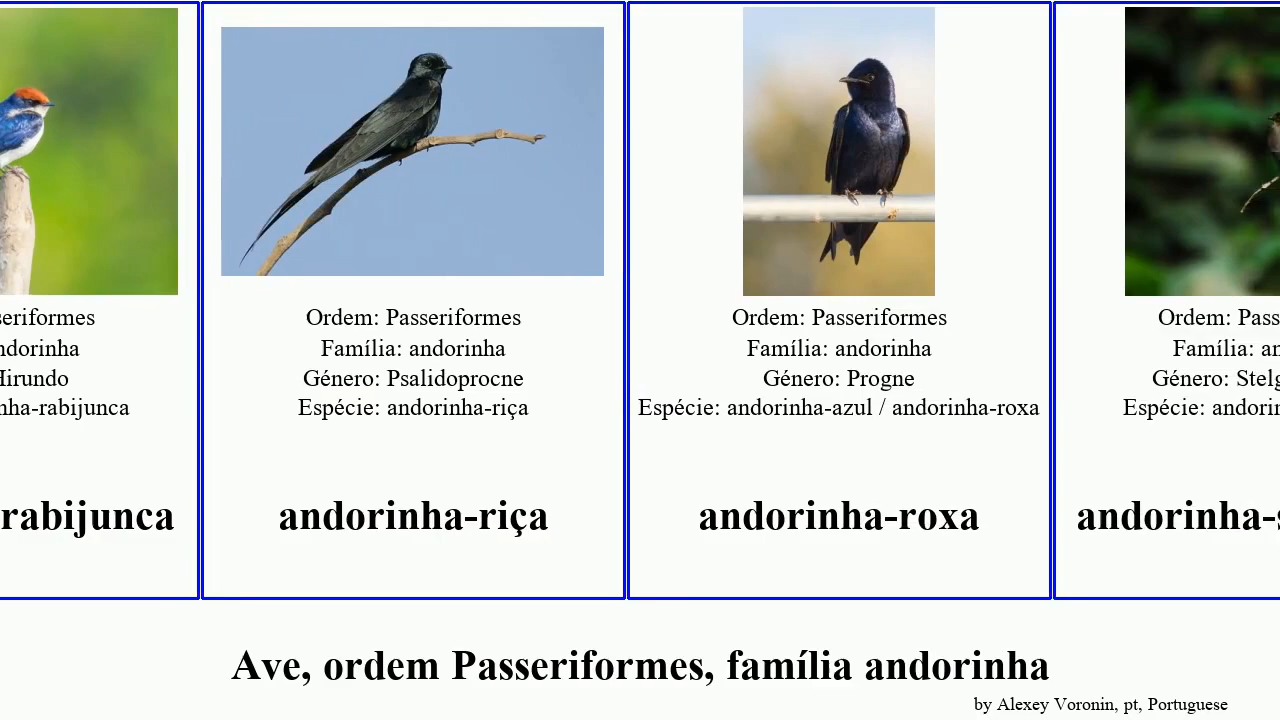 seriformes
ndorinha
Hirundo
nha-rabijunca
rabijunca
Ordem: Passeriformes
Família: andorinha
Género: Psalidoprocne
Espécie: andorinha-riça
andorinha-riça
Ordem: Passeriformes
Família: andorinha
Género: Progne
Espécie: andorinha-azul / andorinha-roxa
andorinha-roxa
Ordem: Pass
Família: an
Género: Stelg
Espécie: andorin
andorinha-s
Ave, ordem Passeriformes, família andorinha
by Alexey Voronin, pt, Portuguese